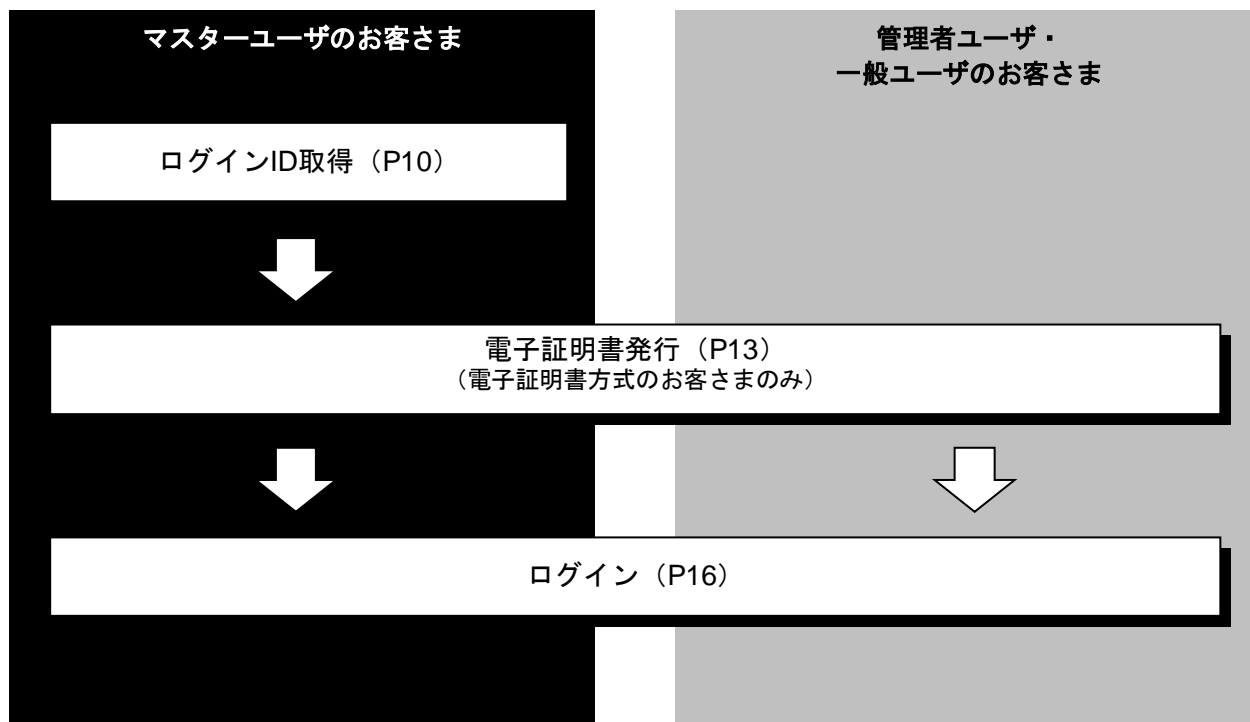 マスターユーザのお客さま
管理者ユーザ・
一般ユーザのお客さま
ログインID取得（P10）
電子証明書発行（P13）
（電子証明書方式のお客さまのみ）
ログイン（P16）